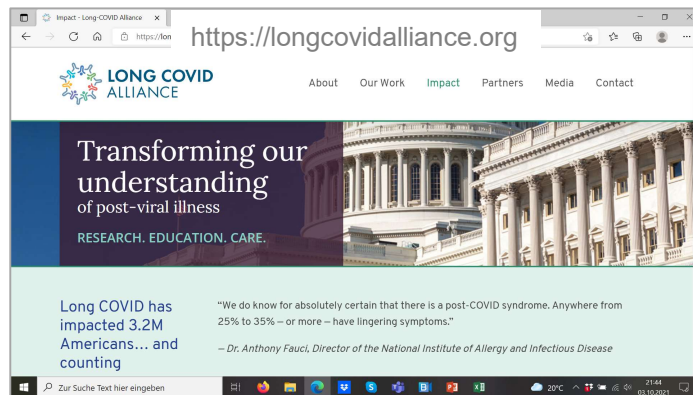 Impact - Long-COVID Alliance
https://lon
https://longcovidalliance.org
LONG COVID
ALLIANCE
About Our Work Impact Partners Media Contact
Transforming our
understanding
of post-viral illness
RESEARCH. EDUCATION. CARE.
Long COVID has
impacted 3.2M
Americans... and
counting
“We do know for absolutely certain that there is a post-COVID syndrome. Anywhere from
25% to 35% — or more — have lingering symptoms.”
— Dr. Anthony Fauci, Director of the National Institute of Allergy and Infectious Disease
Zur Suche Text hier eingeben
20°C
21:44
03.10.2021